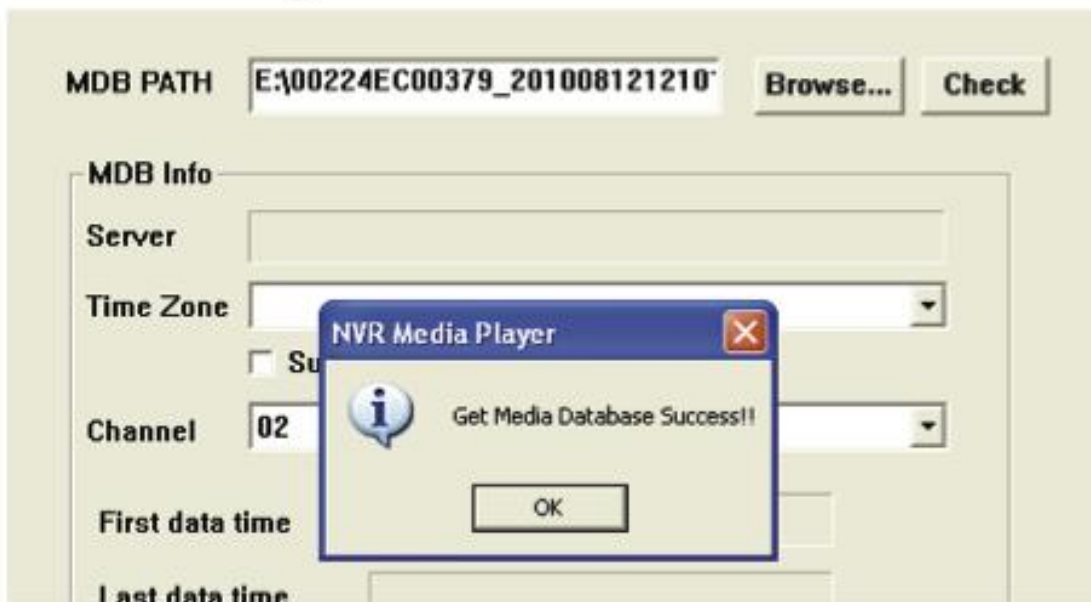 MDB PATH E:\00224EC00379_201008121210 Browse... Check
MDB Info
Server
Time Zone
NVR Media Player
Su
Get Media Database Success!!
Channel 02
OK
First data time
Last data time